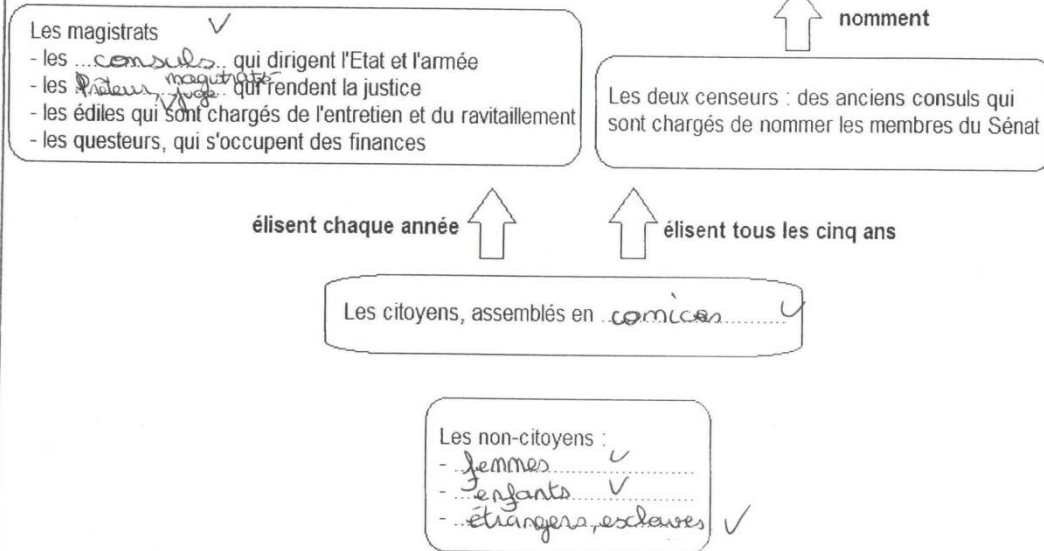 nomment
Les magistrats
- les ...consuls.. qui dirigent l'Etat et l'armée
- les Prêteurs, magistrats juge qui rendent la justice
- les édiles qui sont chargés de l'entretien et du ravitaillement
- les questeurs, qui s'occupent des finances
Les deux censeurs : des anciens consuls qui
sont chargés de nommer les membres du Sénat
élisent chaque année
élisent tous les cinq ans
Les citoyens, assemblés en comices
Les non-citoyens :
- femmes
- enfants
- étrangers, esclaves